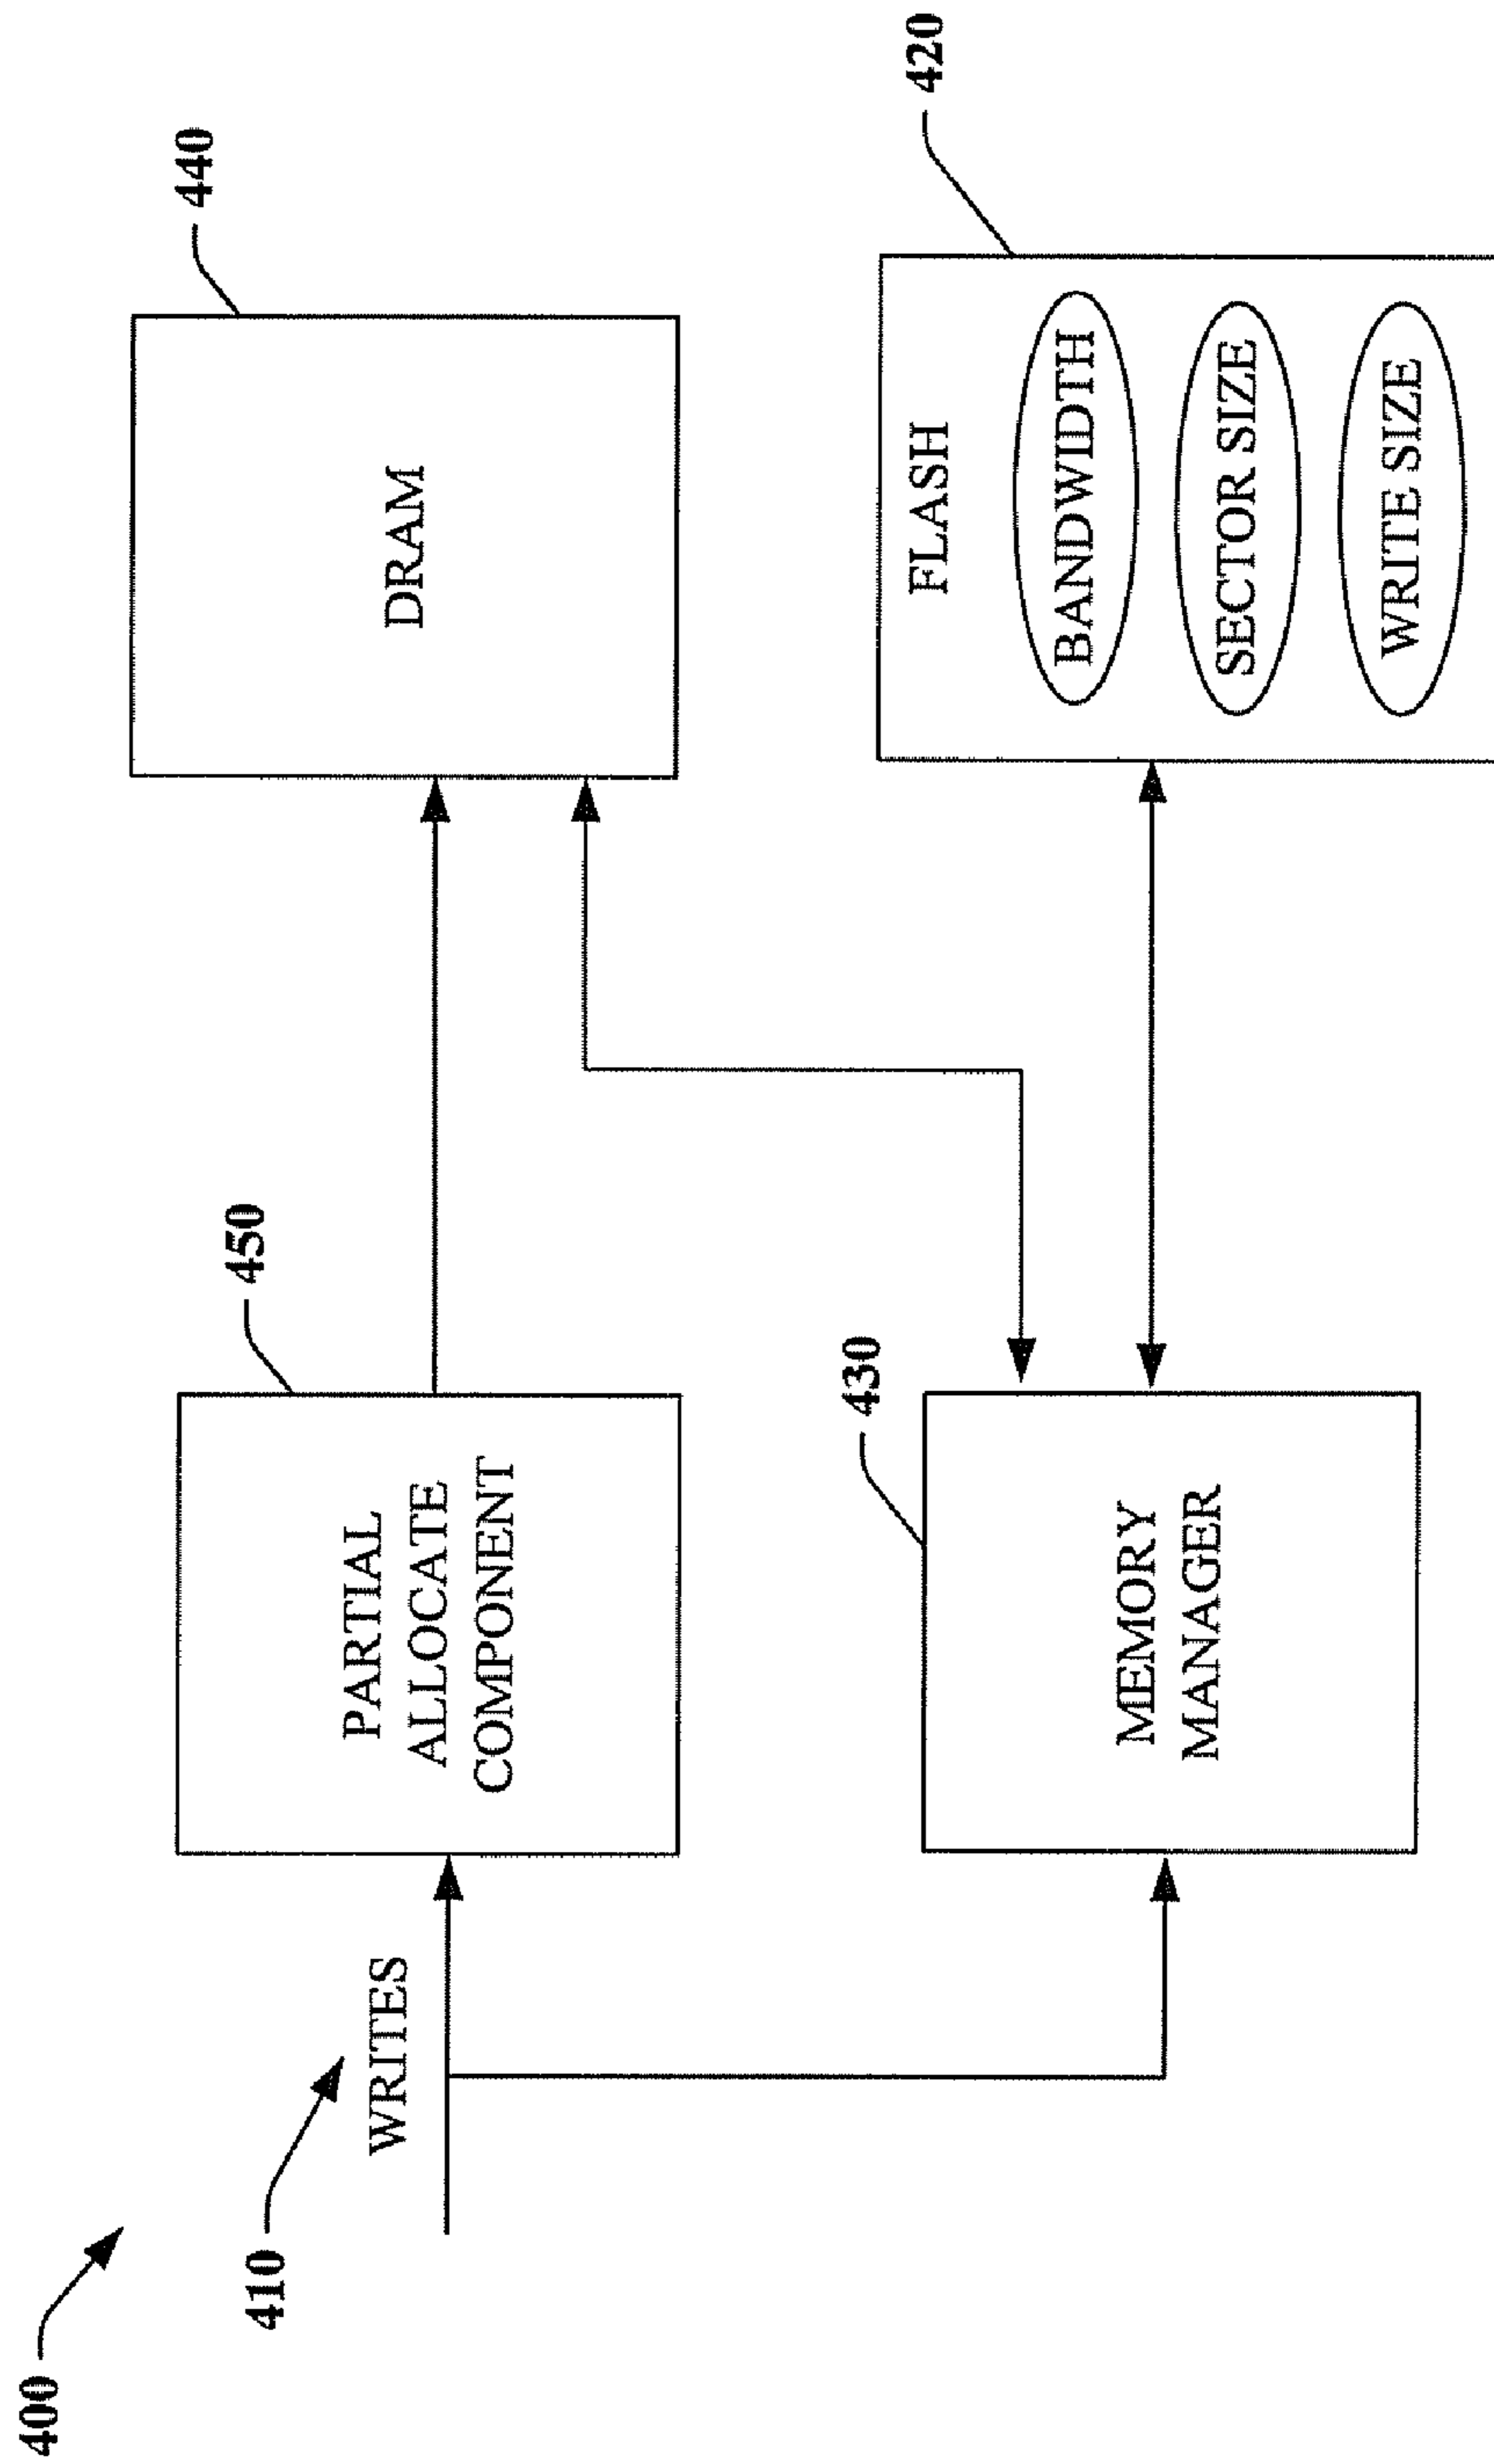 400
410
WRITES
450
PARTIAL
ALLOCATE
COMPONENT
440
DRAM
430
MEMORY
MANAGER
420
FLASH
BANDWIDTH
SECTOR SIZE
WRITE SIZE